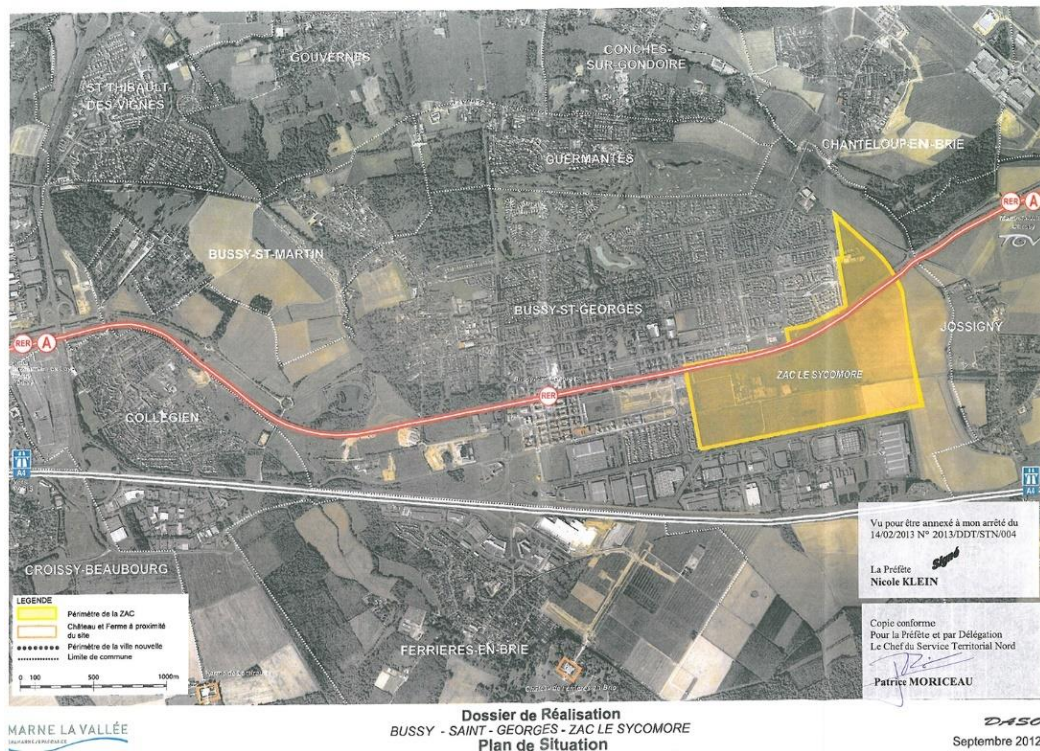 GOUVERNES
CONCHES-
SUR-GONDOIRE
ST THIBAULT
DES VIGNES
GUERMANTES
CHANTELOUP-EN-BRIE
RER A
BUSSY-ST-MARTIN
BUSSY-ST-GEORGES
JOSSIGNY
RER A
ZAC LE SYCOMORE
RER
COLLEGIEN
A4
A4
Vu pour être annexé à mon arrêté du
14/02/2013 N° 2013/DDT/STN/004
Signé
La Préfète
Nicole KLEIN
CROISSY-BEAUBOURG
LEGENDE
Périmètre de la ZAC
Château et Ferme à proximité
du site
Périmètre de la ville nouvelle
Limite de commune
0 100 500 1000m
FERRIERES-EN-BRIE
Copie conforme
Pour la Préfète et par Délégation
Le Chef du Service Territorial Nord
Patrice MORICEAU
MARNE LA VALLÉE
Dossier de Réalisation
BUSSY - SAINT - GEORGES - ZAC LE SYCOMORE
Plan de Situation
Septembre 2012